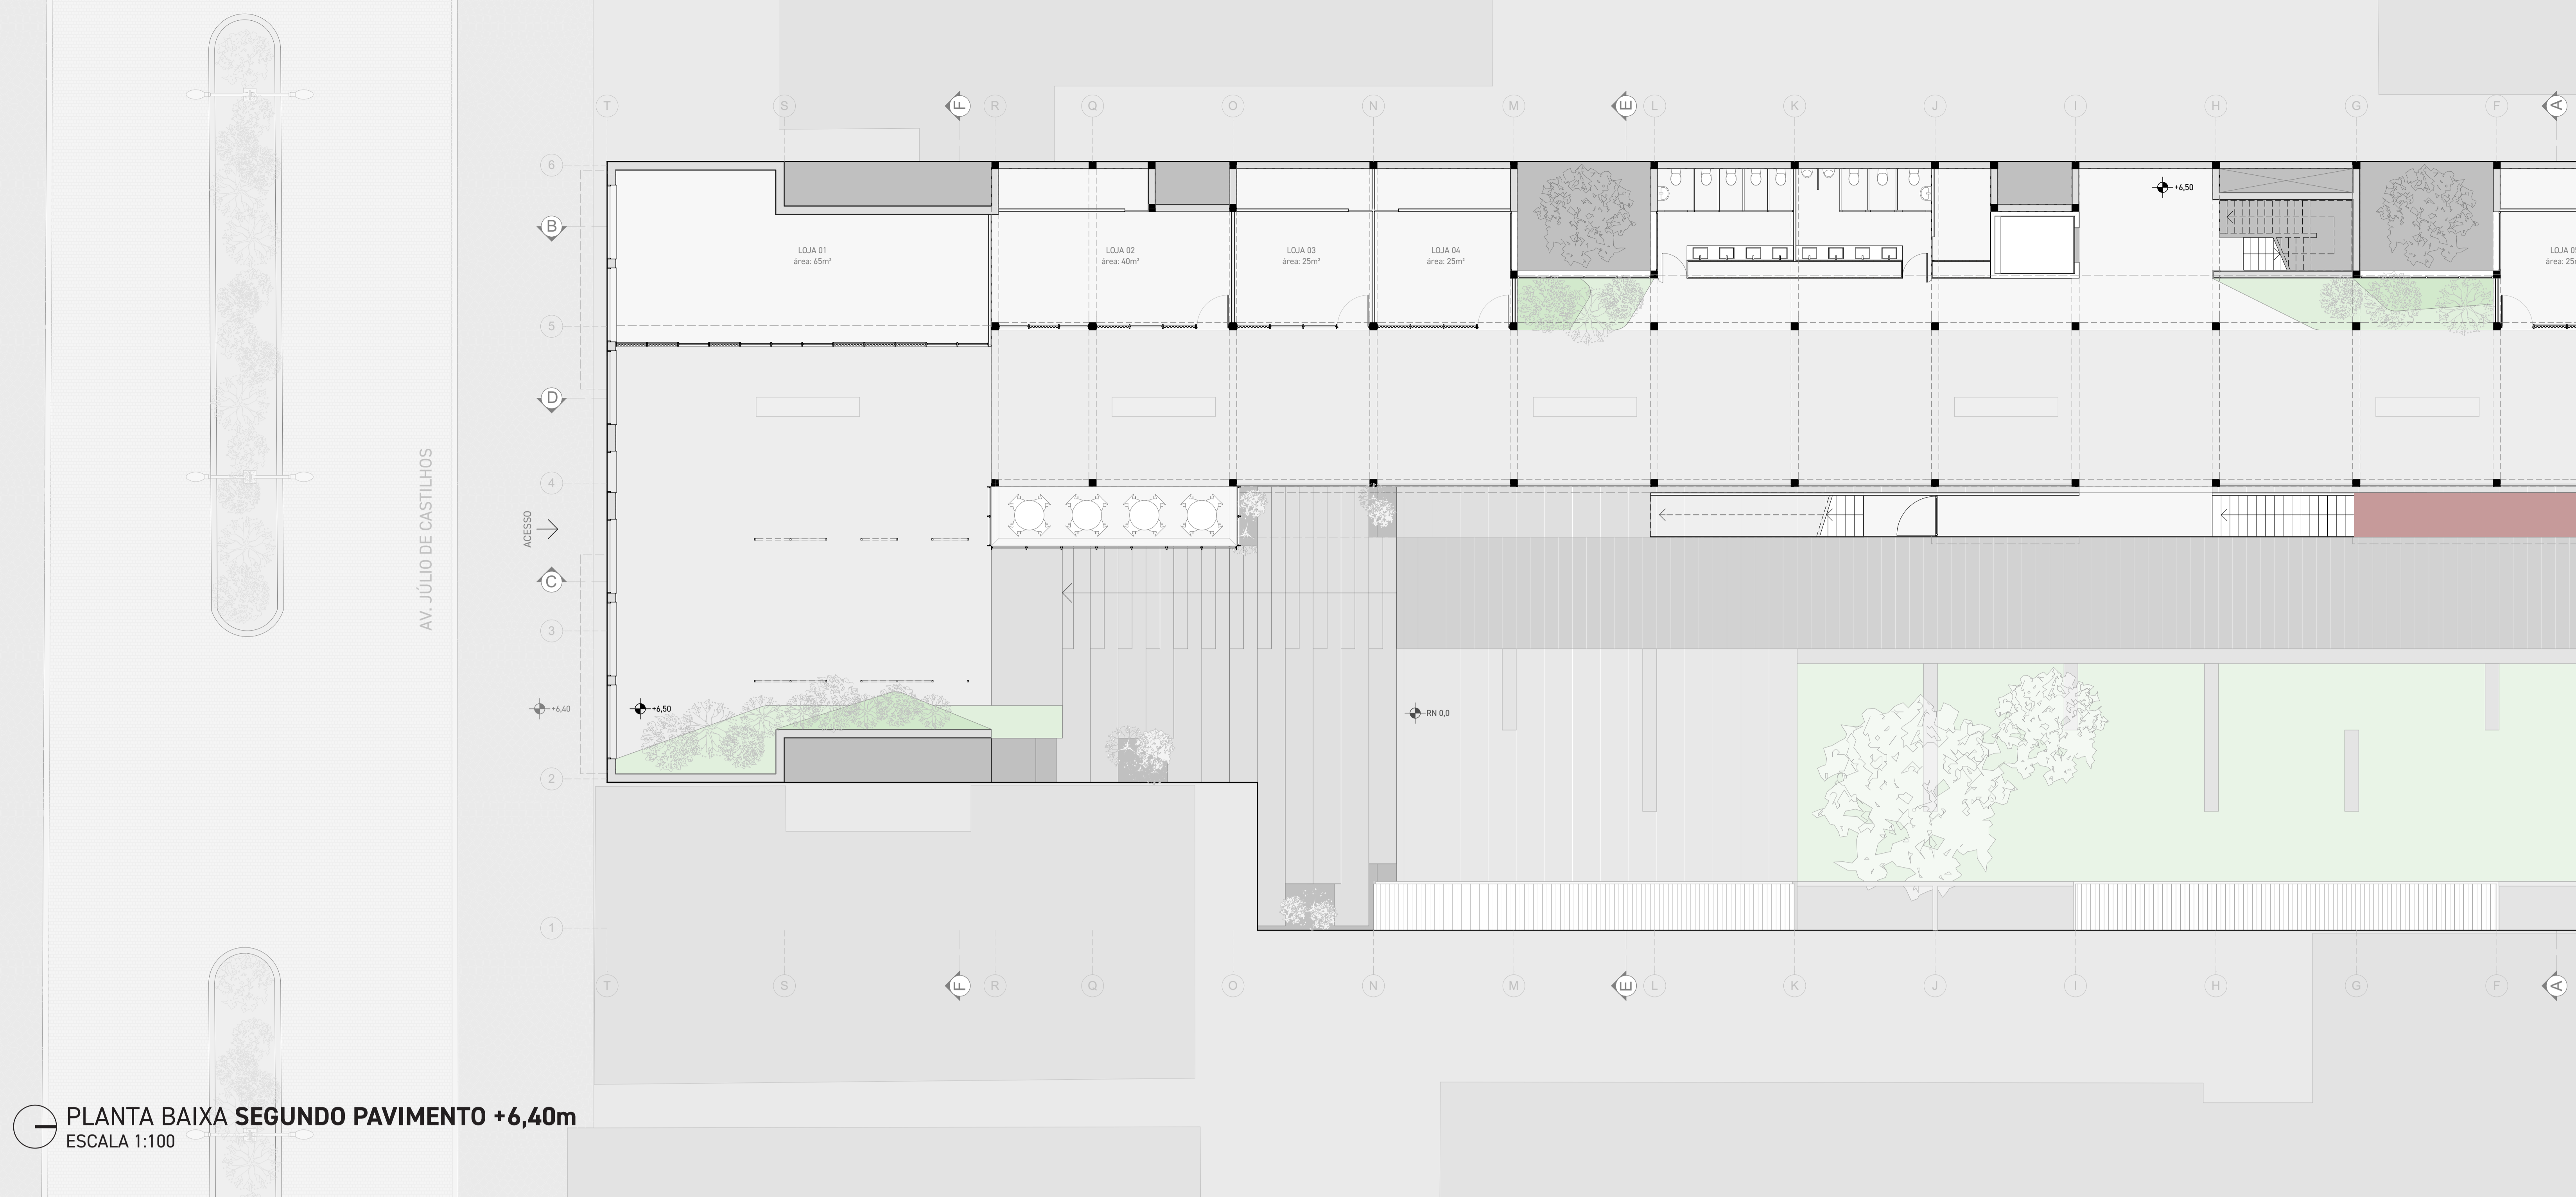 T S F R Q O N M E L K J I H G F A
6
B
LOJA 01
área: 65m²
LOJA 02
área: 40m²
LOJA 03
área: 25m²
LOJA 04
área: 25m²
+6,50
5
D
4
AV. JÚLIO DE CASTILHOS
ACESSO
C
3
+6,40
+6,50
RN 0,0
2
1
T S F R Q O N M E L K J I H G F A
PLANTA BAIXA SEGUNDO PAVIMENTO +6,40m
ESCALA 1:100